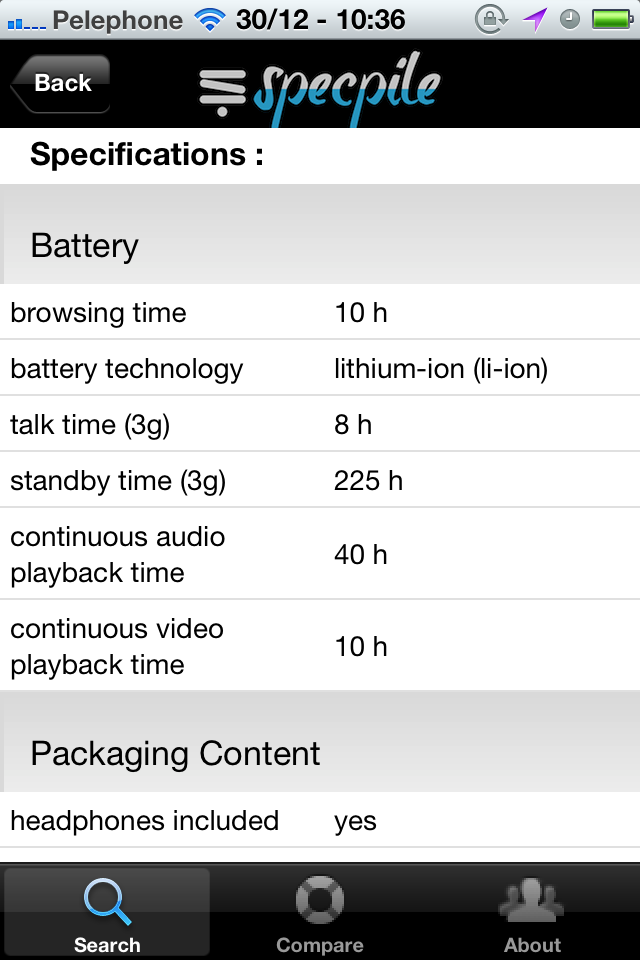 Pelephone 30/12 - 10:36
Back
specpile
Specifications :
Battery
browsing time 10 h
battery technology lithium-ion (li-ion)
talk time (3g) 8 h
standby time (3g) 225 h
continuous audio
playback time 40 h
continuous video
playback time 10 h
Packaging Content
headphones included yes
Search Compare About